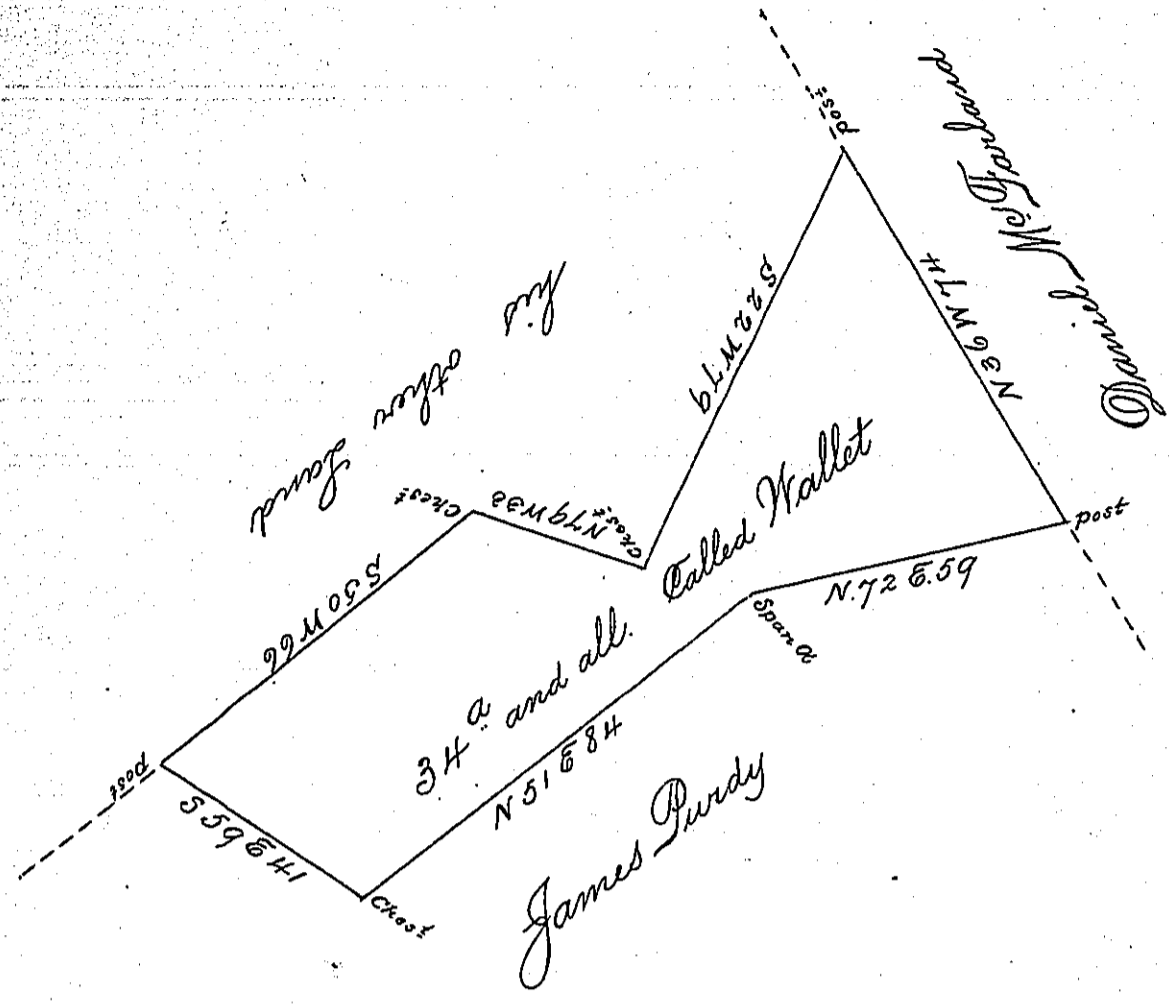 post
Daniel McFarland
N 36 W 74
post
N.72 E.59
Span O
N 51 E 84
James Purdy
Chest
S 59 E 41
post
S 50 W 66
Chest
N 79 W 38
Chest
S 22 W 79
his other Land
34 a and all. Called Wallet